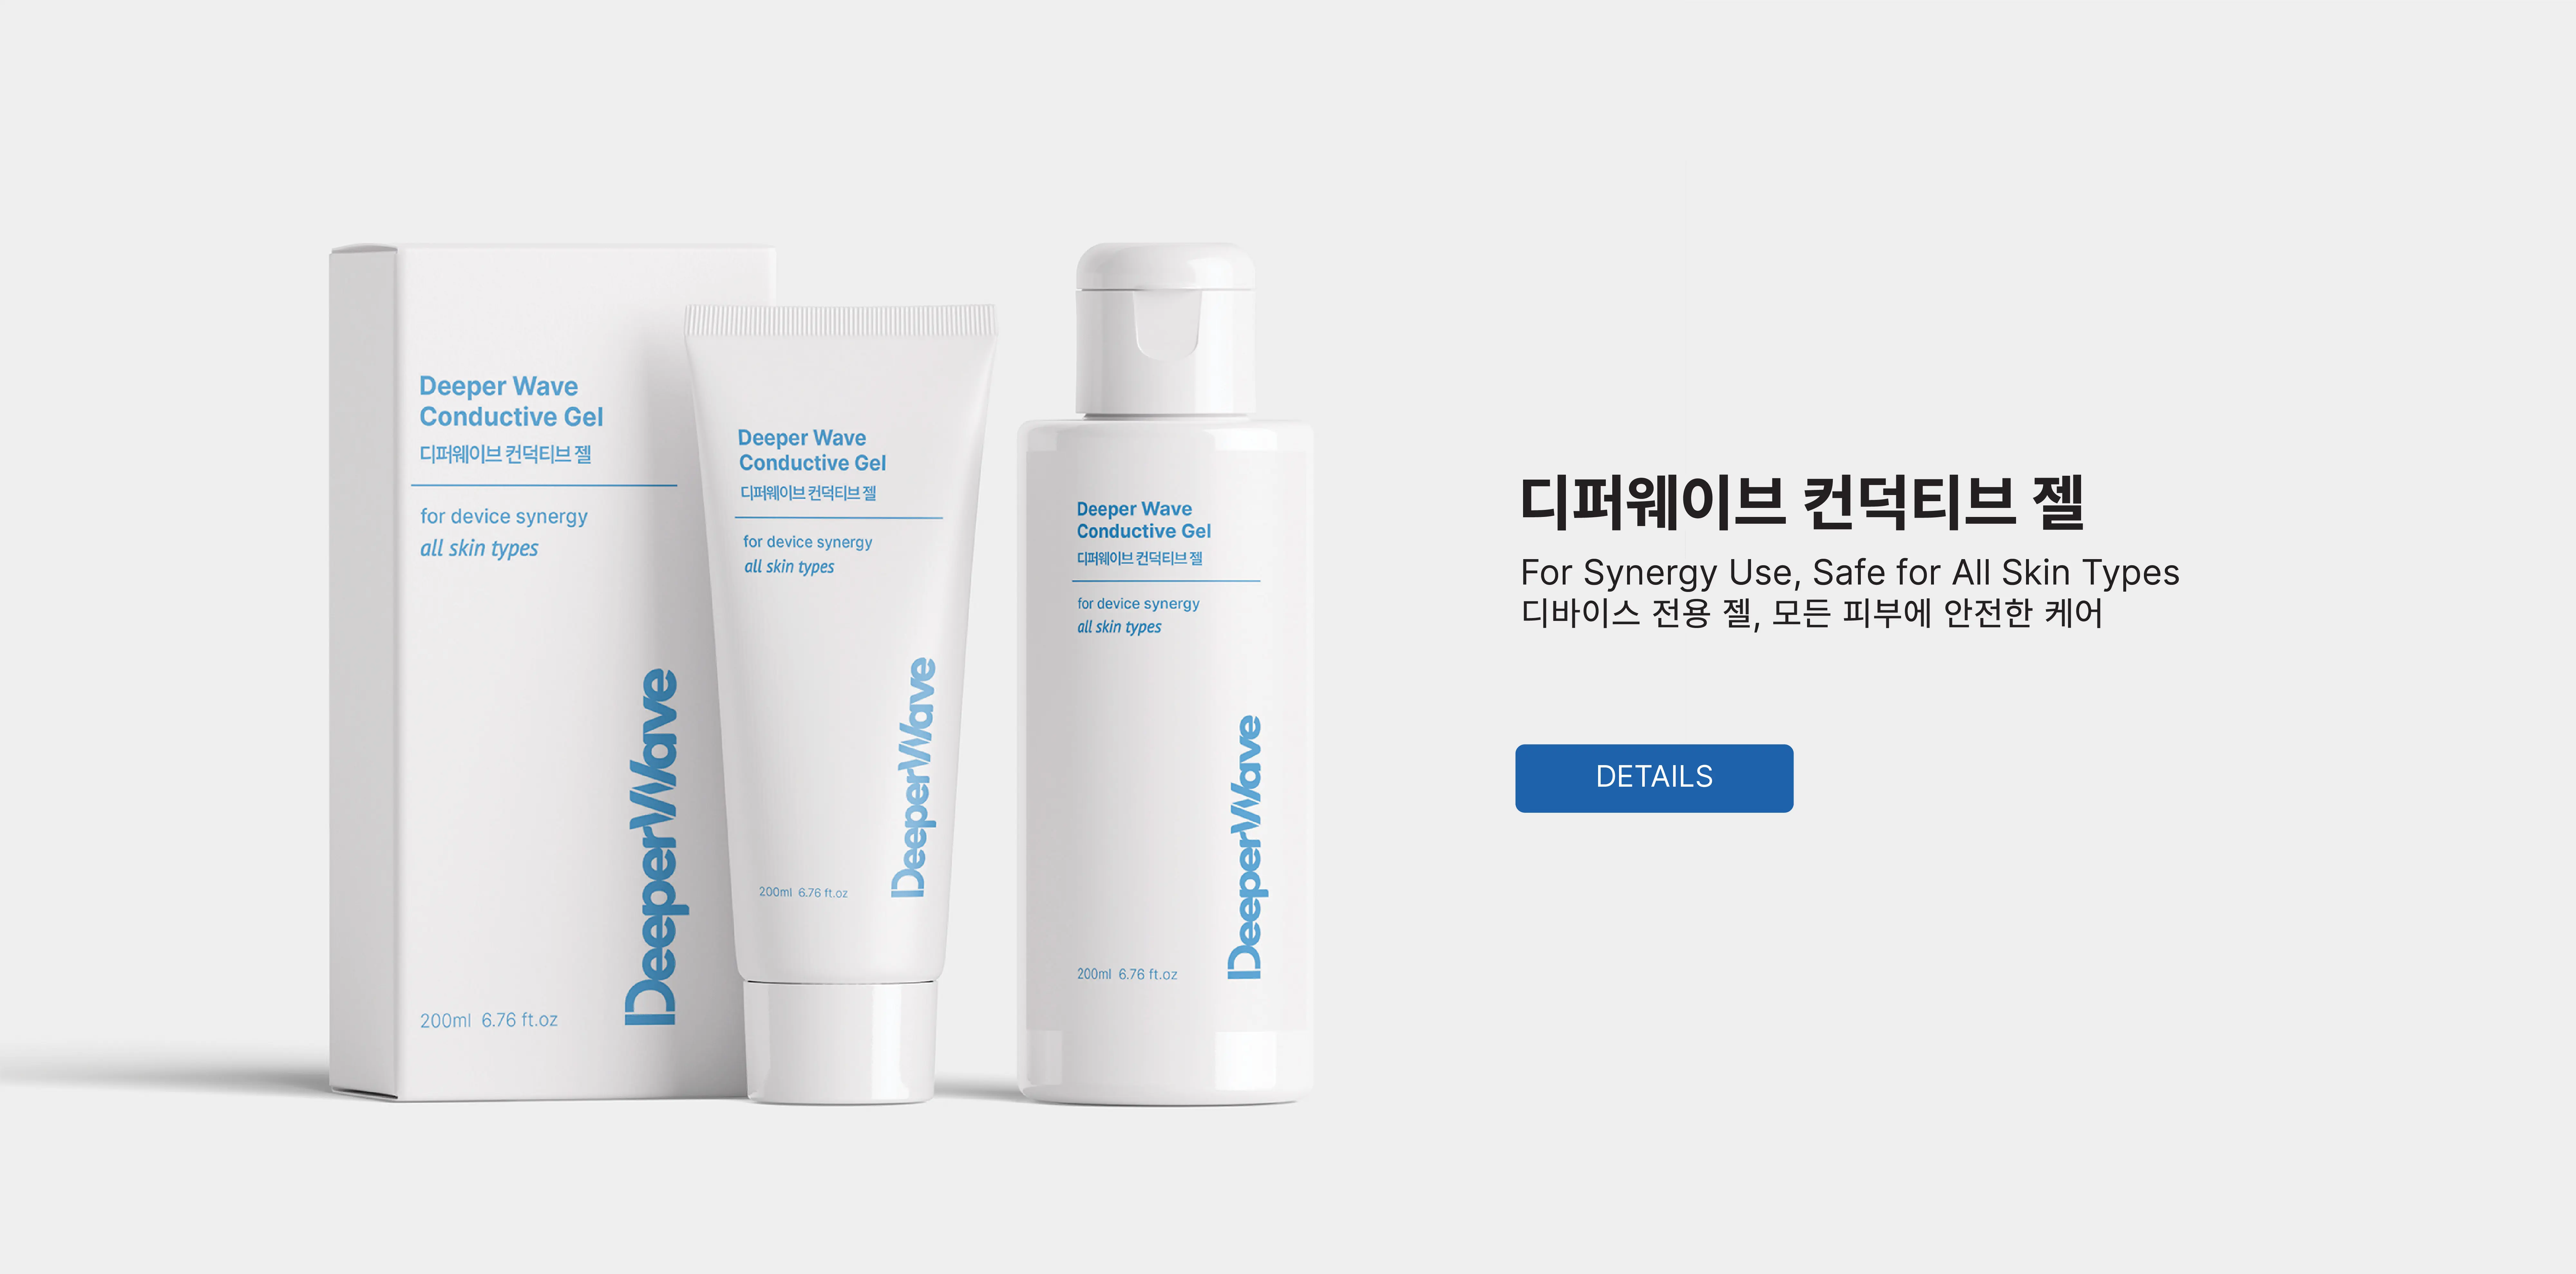 Deeper Wave
Conductive Gel
디퍼웨이브 컨덕티브 젤
for device synergy
all skin types
DeeperWave
200ml 6.76 ft.oz
Deeper Wave
Conductive Gel
디퍼웨이브 컨덕티브 젤
for device synergy
all skin types
DeeperWave
200ml 6.76 ft.oz
Deeper Wave
Conductive Gel
디퍼웨이브 컨덕티브 젤
for device synergy
all skin types
DeeperWave
200ml 6.76 ft.oz
디퍼웨이브 컨덕티브 젤
For Synergy Use, Safe for All Skin Types
디바이스 전용 젤, 모든 피부에 안전한 케어
DETAILS